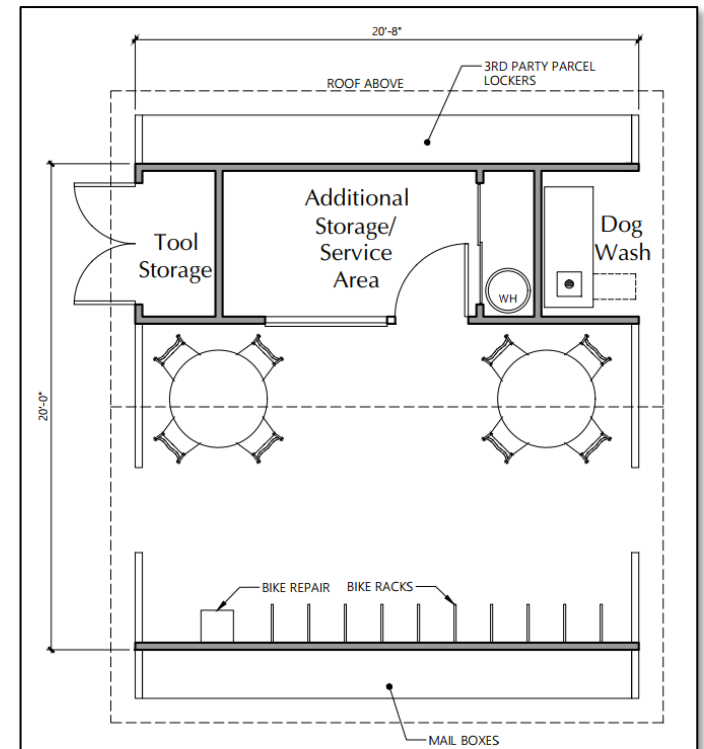 20'-8"
3RD PARTY PARCEL
LOCKERS
ROOF ABOVE
Additional
Storage/
Service
Area
Tool
Storage
Dog
Wash
WH
20'-0"
BIKE REPAIR
BIKE RACKS
MAIL BOXES